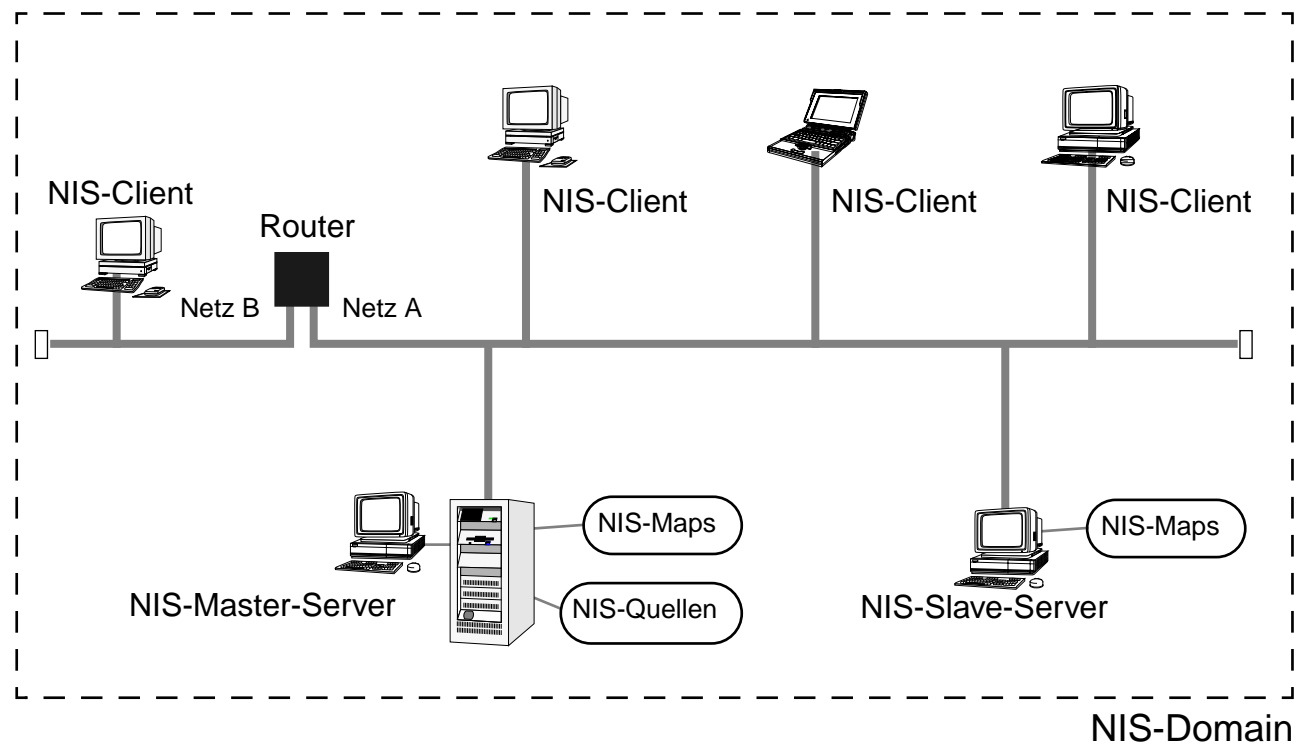 NIS-Client
Router
NIS-Client
NIS-Client
NIS-Client
Netz B
Netz A
NIS-Maps
NIS-Maps
NIS-Master-Server
NIS-Quellen
NIS-Slave-Server
NIS-Domain